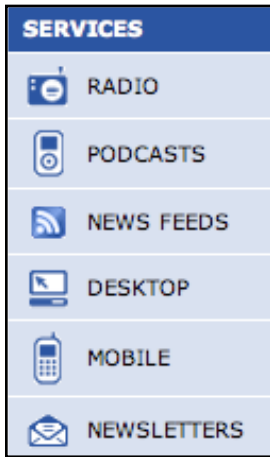 SERVICES
RADIO
PODCASTS
NEWS FEEDS
DESKTOP
MOBILE
NEWSLETTERS